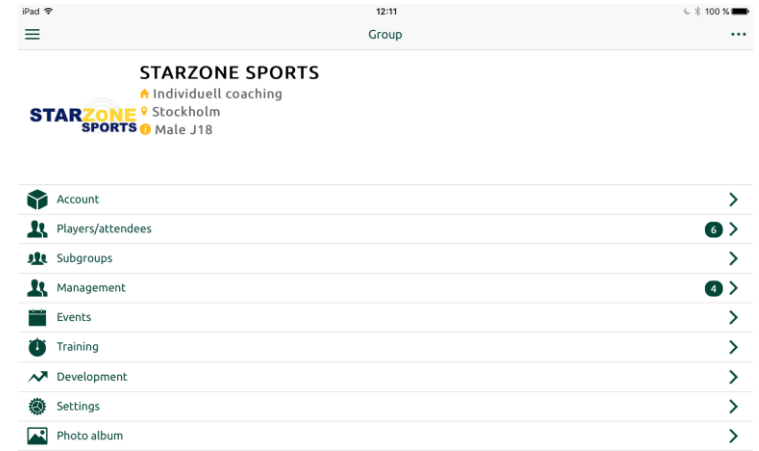 iPad 12:11 100 %
Group
STARZONE SPORTS
Individuell coaching
STARZONE
SPORTS
Stockholm
Male J18
Account
Players/attendees 6
Subgroups
Management 4
Events
Training
Development
Settings
Photo album